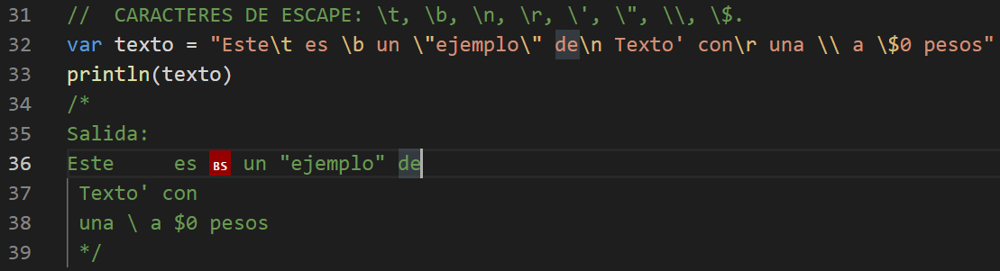 31 //  CARACTERES DE ESCAPE: \t, \b, \n, \r, \', \", \\, \$.
32 var texto = "Este\t es \b un \"ejemplo\" de\n Texto' con\r una \\ a \$0 pesos"
33 println(texto)
34 /*
35 Salida:
36 Este     es BS un "ejemplo" de
37  Texto' con
38  una \ a $0 pesos
39  */